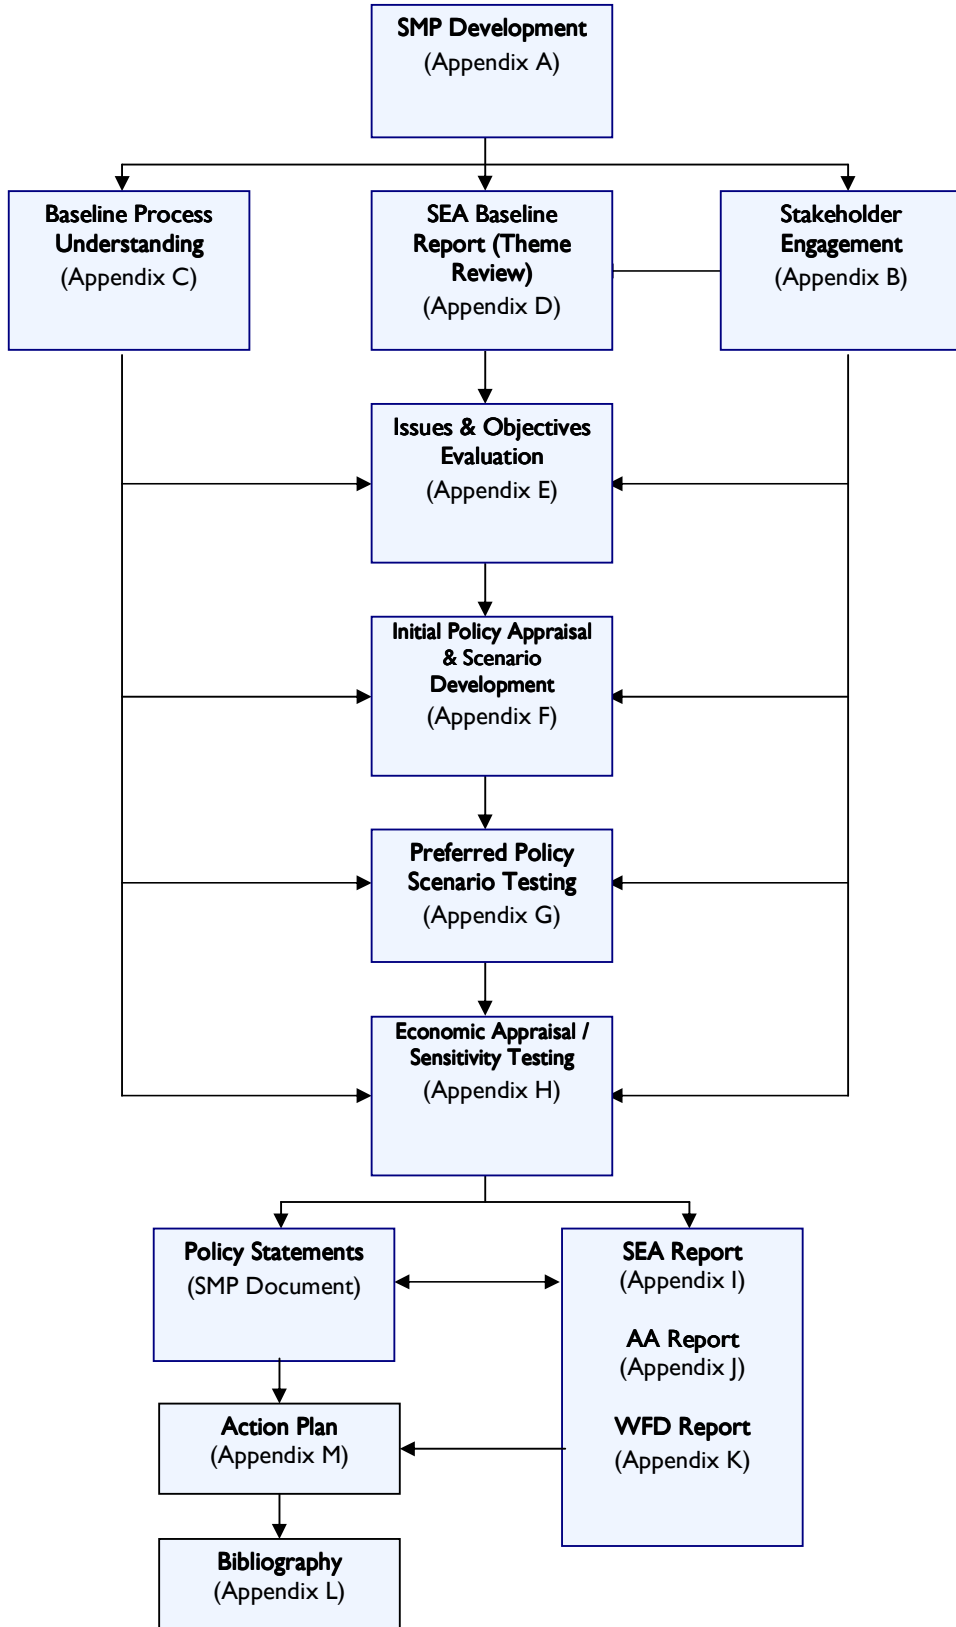 SMP Development
(Appendix A)
Baseline Process
Understanding
(Appendix C)
SEA Baseline
Report (Theme
Review)
(Appendix D)
Stakeholder
Engagement
(Appendix B)
Issues & Objectives
Evaluation
(Appendix E)
Initial Policy Appraisal
& Scenario
Development
(Appendix F)
Preferred Policy
Scenario Testing
(Appendix G)
Economic Appraisal /
Sensitivity Testing
(Appendix H)
Policy Statements
(SMP Document)
SEA Report
(Appendix I)
AA Report
(Appendix J)
WFD Report
(Appendix K)
Action Plan
(Appendix M)
Bibliography
(Appendix L)